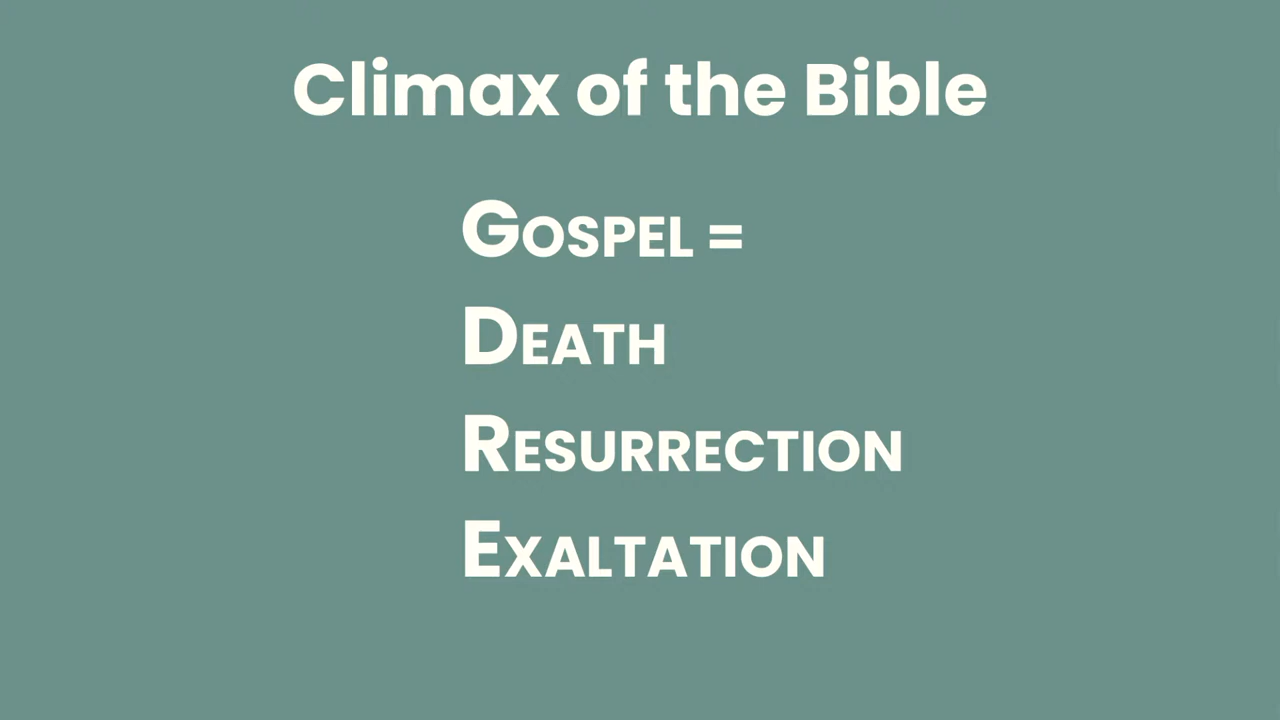 Climax of the Bible
GOSPEL =
DEATH
RESURRECTION
EXALTATION